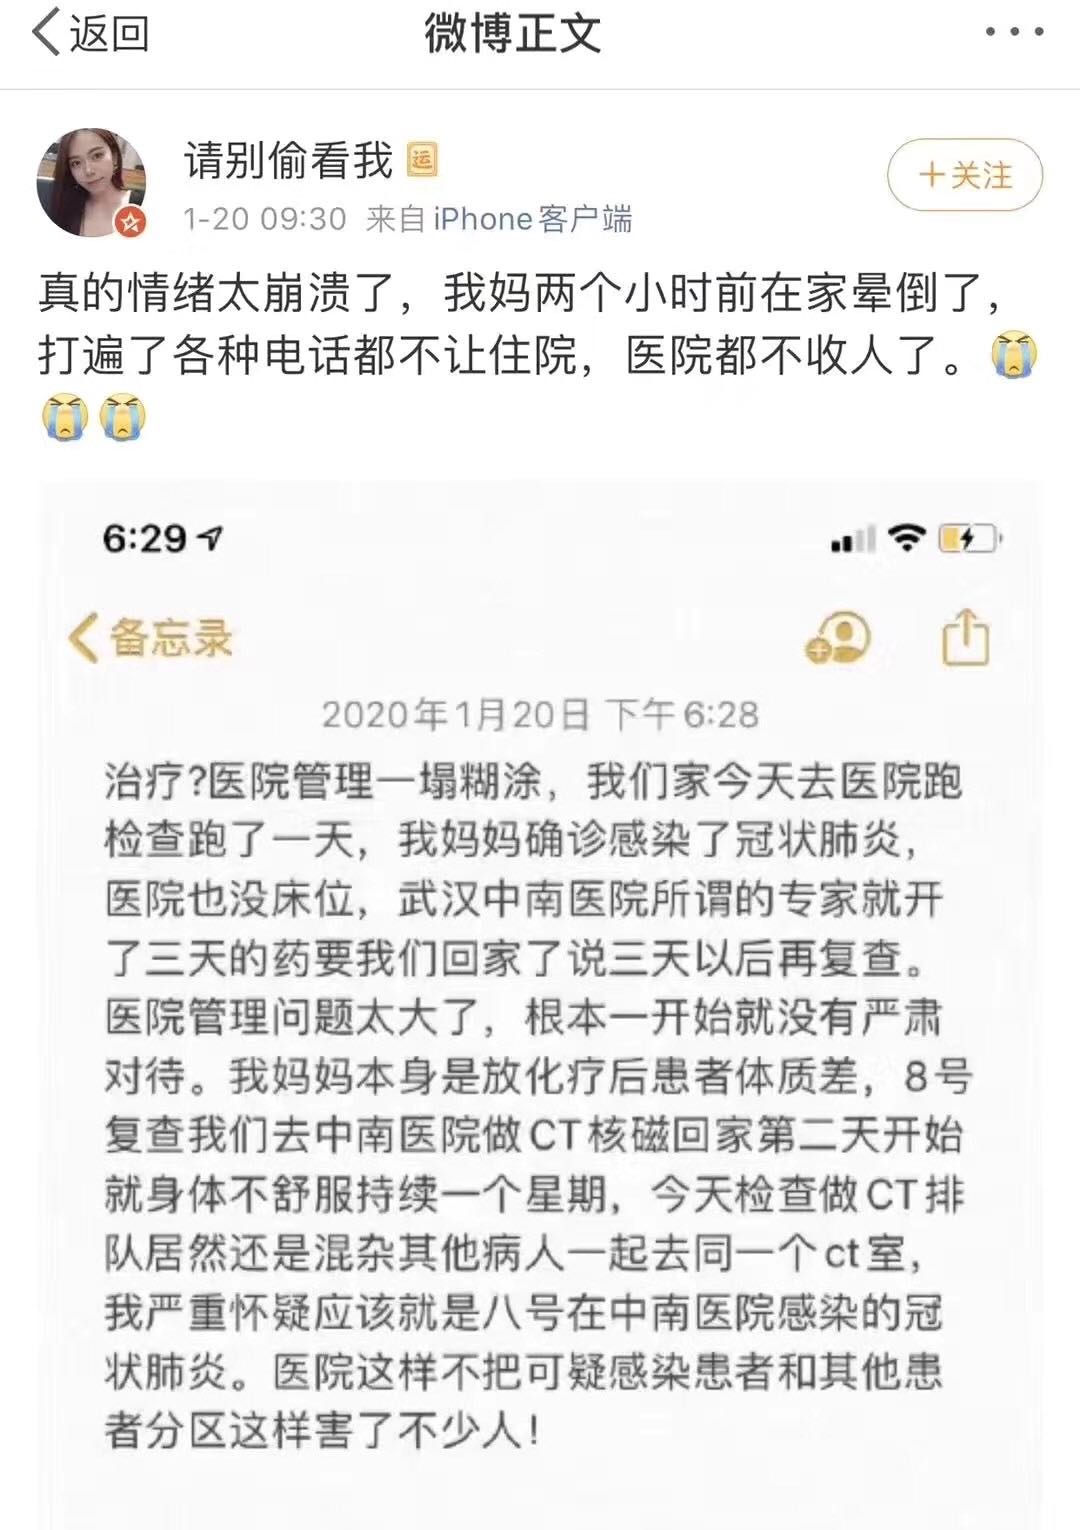 返回
微博正文
请别偷看我 运
+关注
1-20 09:30 来自 iPhone客户端
真的情绪太崩溃了，我妈两个小时前在家晕倒了，
打遍了各种电话都不让住院，医院都不收人了。😭
😭😭
6:29
备忘录
2020年1月20日 下午6:28
治疗?医院管理一塌糊涂，我们家今天去医院跑
检查跑了一天，我妈妈确诊感染了冠状肺炎，
医院也没床位，武汉中南医院所谓的专家就开
了三天的药要我们回家了说三天以后再复查。
医院管理问题太大了，根本一开始就没有严肃
对待。我妈妈本身是放化疗后患者体质差，8号
复查我们去中南医院做CT核磁回家第二天开始
就身体不舒服持续一个星期，今天检查做CT排
队居然还是混杂其他病人一起去同一个ct室，
我严重怀疑应该就是八号在中南医院感染的冠
状肺炎。医院这样不把可疑感染患者和其他患
者分区这样害了不少人！